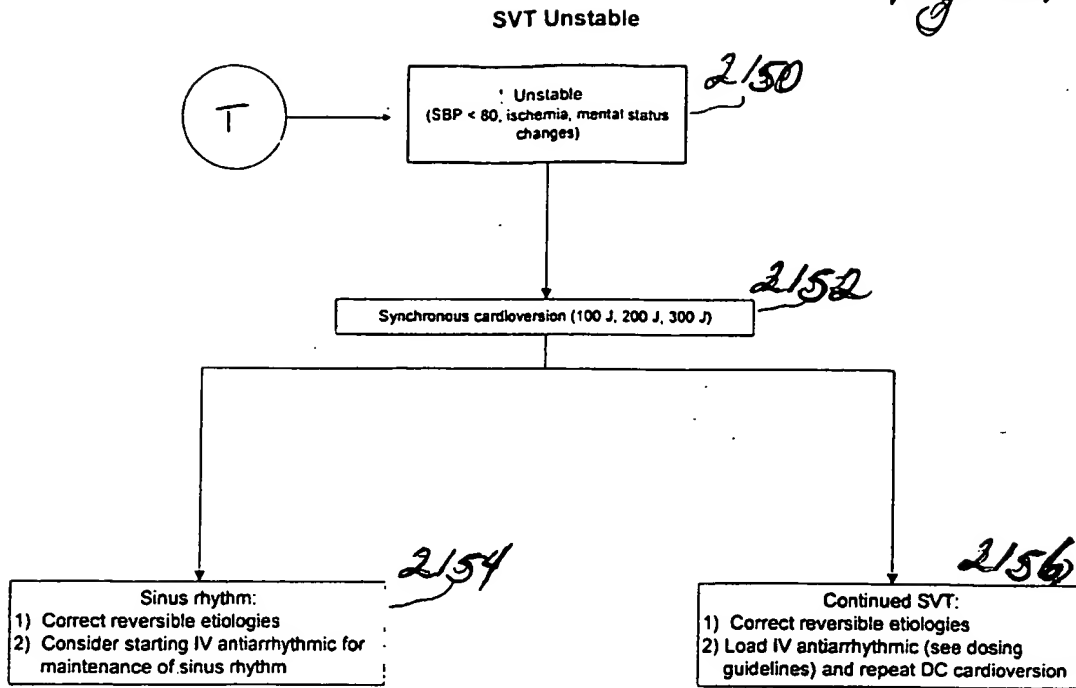 SVT Unstable
2150
T
! Unstable
(SBP < 80, ischemia, mental status
changes)
2152
Synchronous cardioversion (100 J, 200 J, 300 J)
2154
Sinus rhythm:
1) Correct reversible etiologies
2) Consider starting IV antiarrhythmic for
maintenance of sinus rhythm
2156
Continued SVT:
1) Correct reversible etiologies
2) Load IV antiarrhythmic (see dosing
guidelines) and repeat DC cardioversion